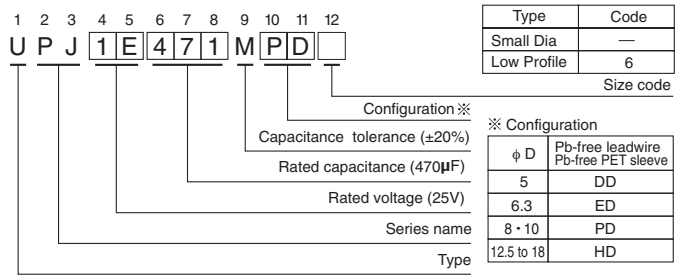 1 2 3 4 5 6 7 8 9 10 11 12
U P J 1 E 4 7 1 M P D
Type Code
Small Dia —
Low Profile 6
Size code
Configuration ※
Capacitance tolerance (±20%)
Rated capacitance (470µF)
Rated voltage (25V)
Series name
Type
※ Configuration
ϕ D Pb-free leadwire
Pb-free PET sleeve
5 DD
6.3 ED
8 · 10 PD
12.5 to 18 HD